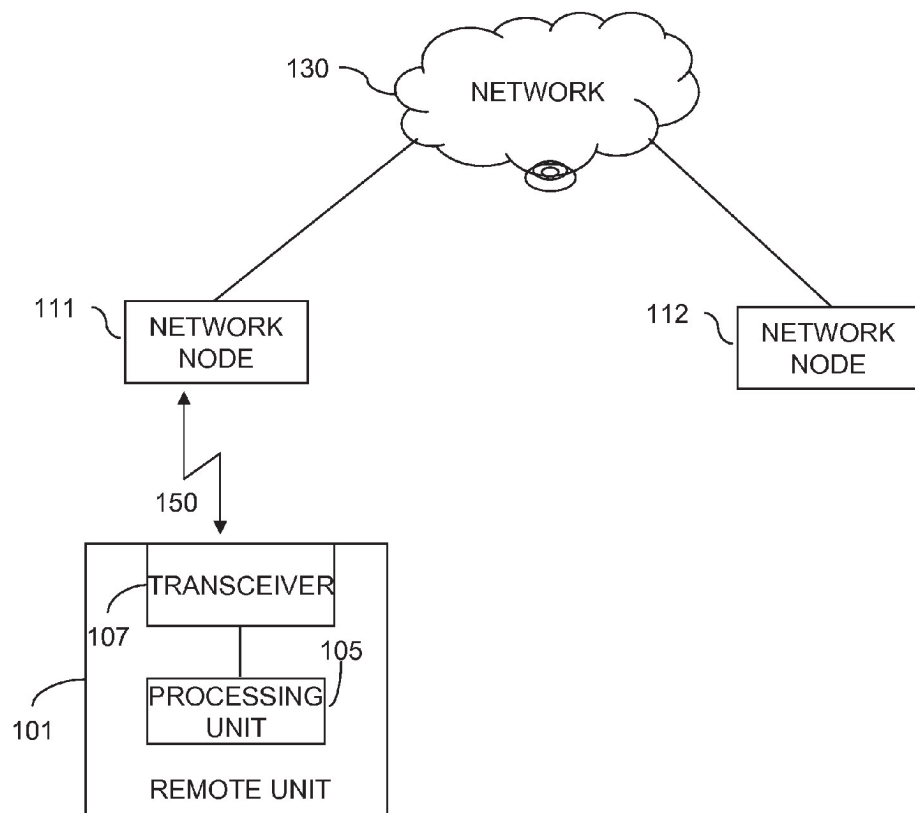 130
NETWORK
111
NETWORK
NODE
112
NETWORK
NODE
150
TRANSCEIVER
107
105
PROCESSING
UNIT
101
REMOTE UNIT